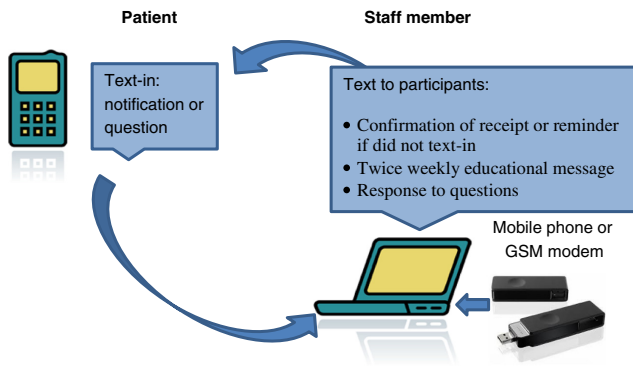 Patient
Staff member
Text-in:
notification or
question
Text to participants:
• Confirmation of receipt or reminder
if did not text-in
• Twice weekly educational message
• Response to questions
Mobile phone or
GSM modem